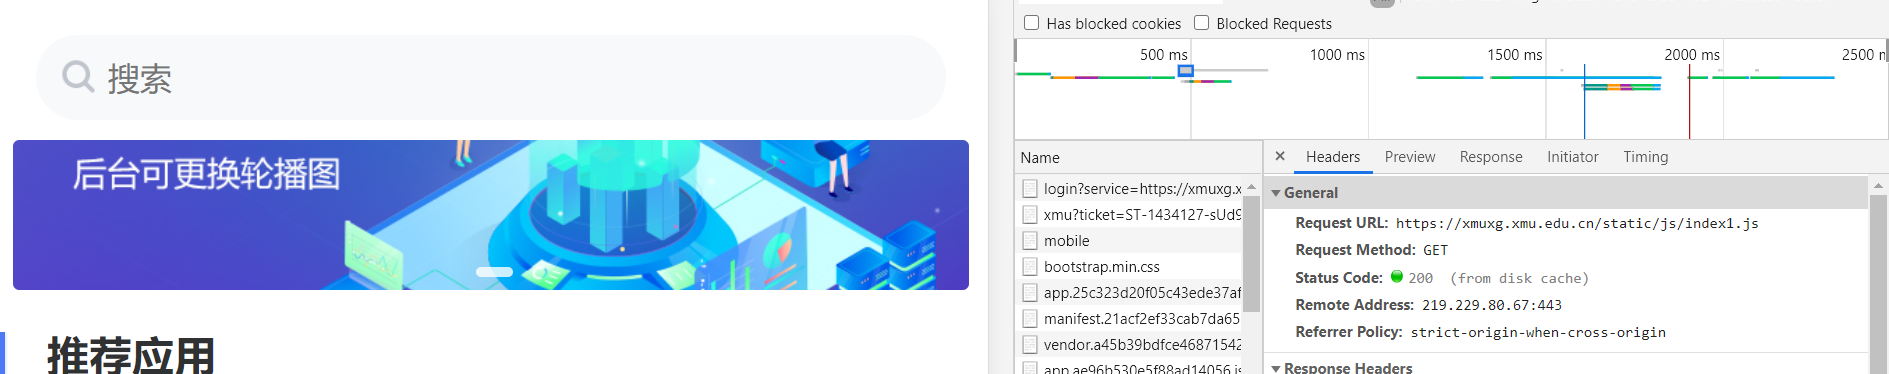 搜索
后台可更换轮播图
推荐应用
Has blocked cookies
Blocked Requests
500 ms
1000 ms
1500 ms
2000 ms
2500
Name
login?service=https://xmuxg.x
xmu?ticket=ST-1434127-sUd9
mobile
bootstrap.min.css
app.25c323d20f05c43ede37af
manifest.21acf2ef33cab7da65
vendor.a45b39bdfce46871542
app.ae96b530e5f88ad14056.js
× Headers Preview Response Initiator Timing
General
Request URL: https://xmuxg.xmu.edu.cn/static/js/index1.js
Request Method: GET
Status Code: 200 (from disk cache)
Remote Address: 219.229.80.67:443
Referrer Policy: strict-origin-when-cross-origin
Response Headers